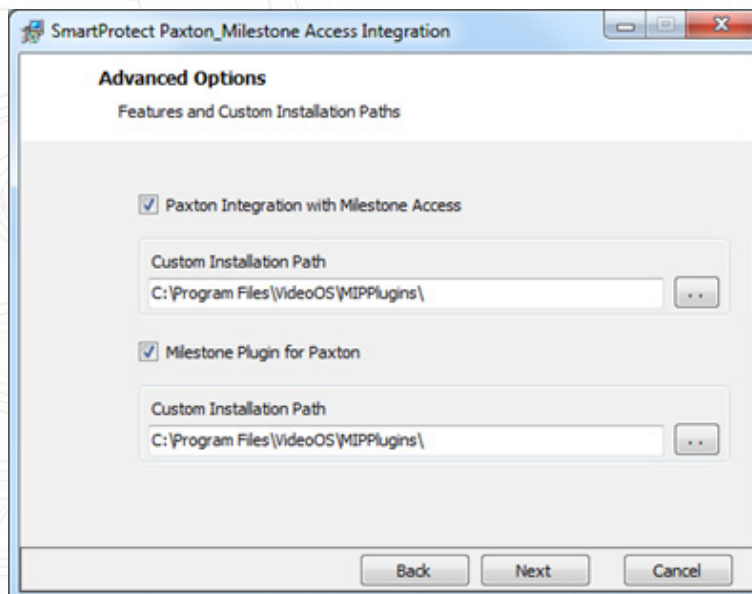 SmartProtect Paxton_Milestone Access Integration
Advanced Options
Features and Custom Installation Paths
Paxton Integration with Milestone Access
Custom Installation Path
C:\Program Files\VideoOS\MIPPlugins\
..
Milestone Plugin for Paxton
Custom Installation Path
C:\Program Files\VideoOS\MIPPlugins\
..
Back Next Cancel